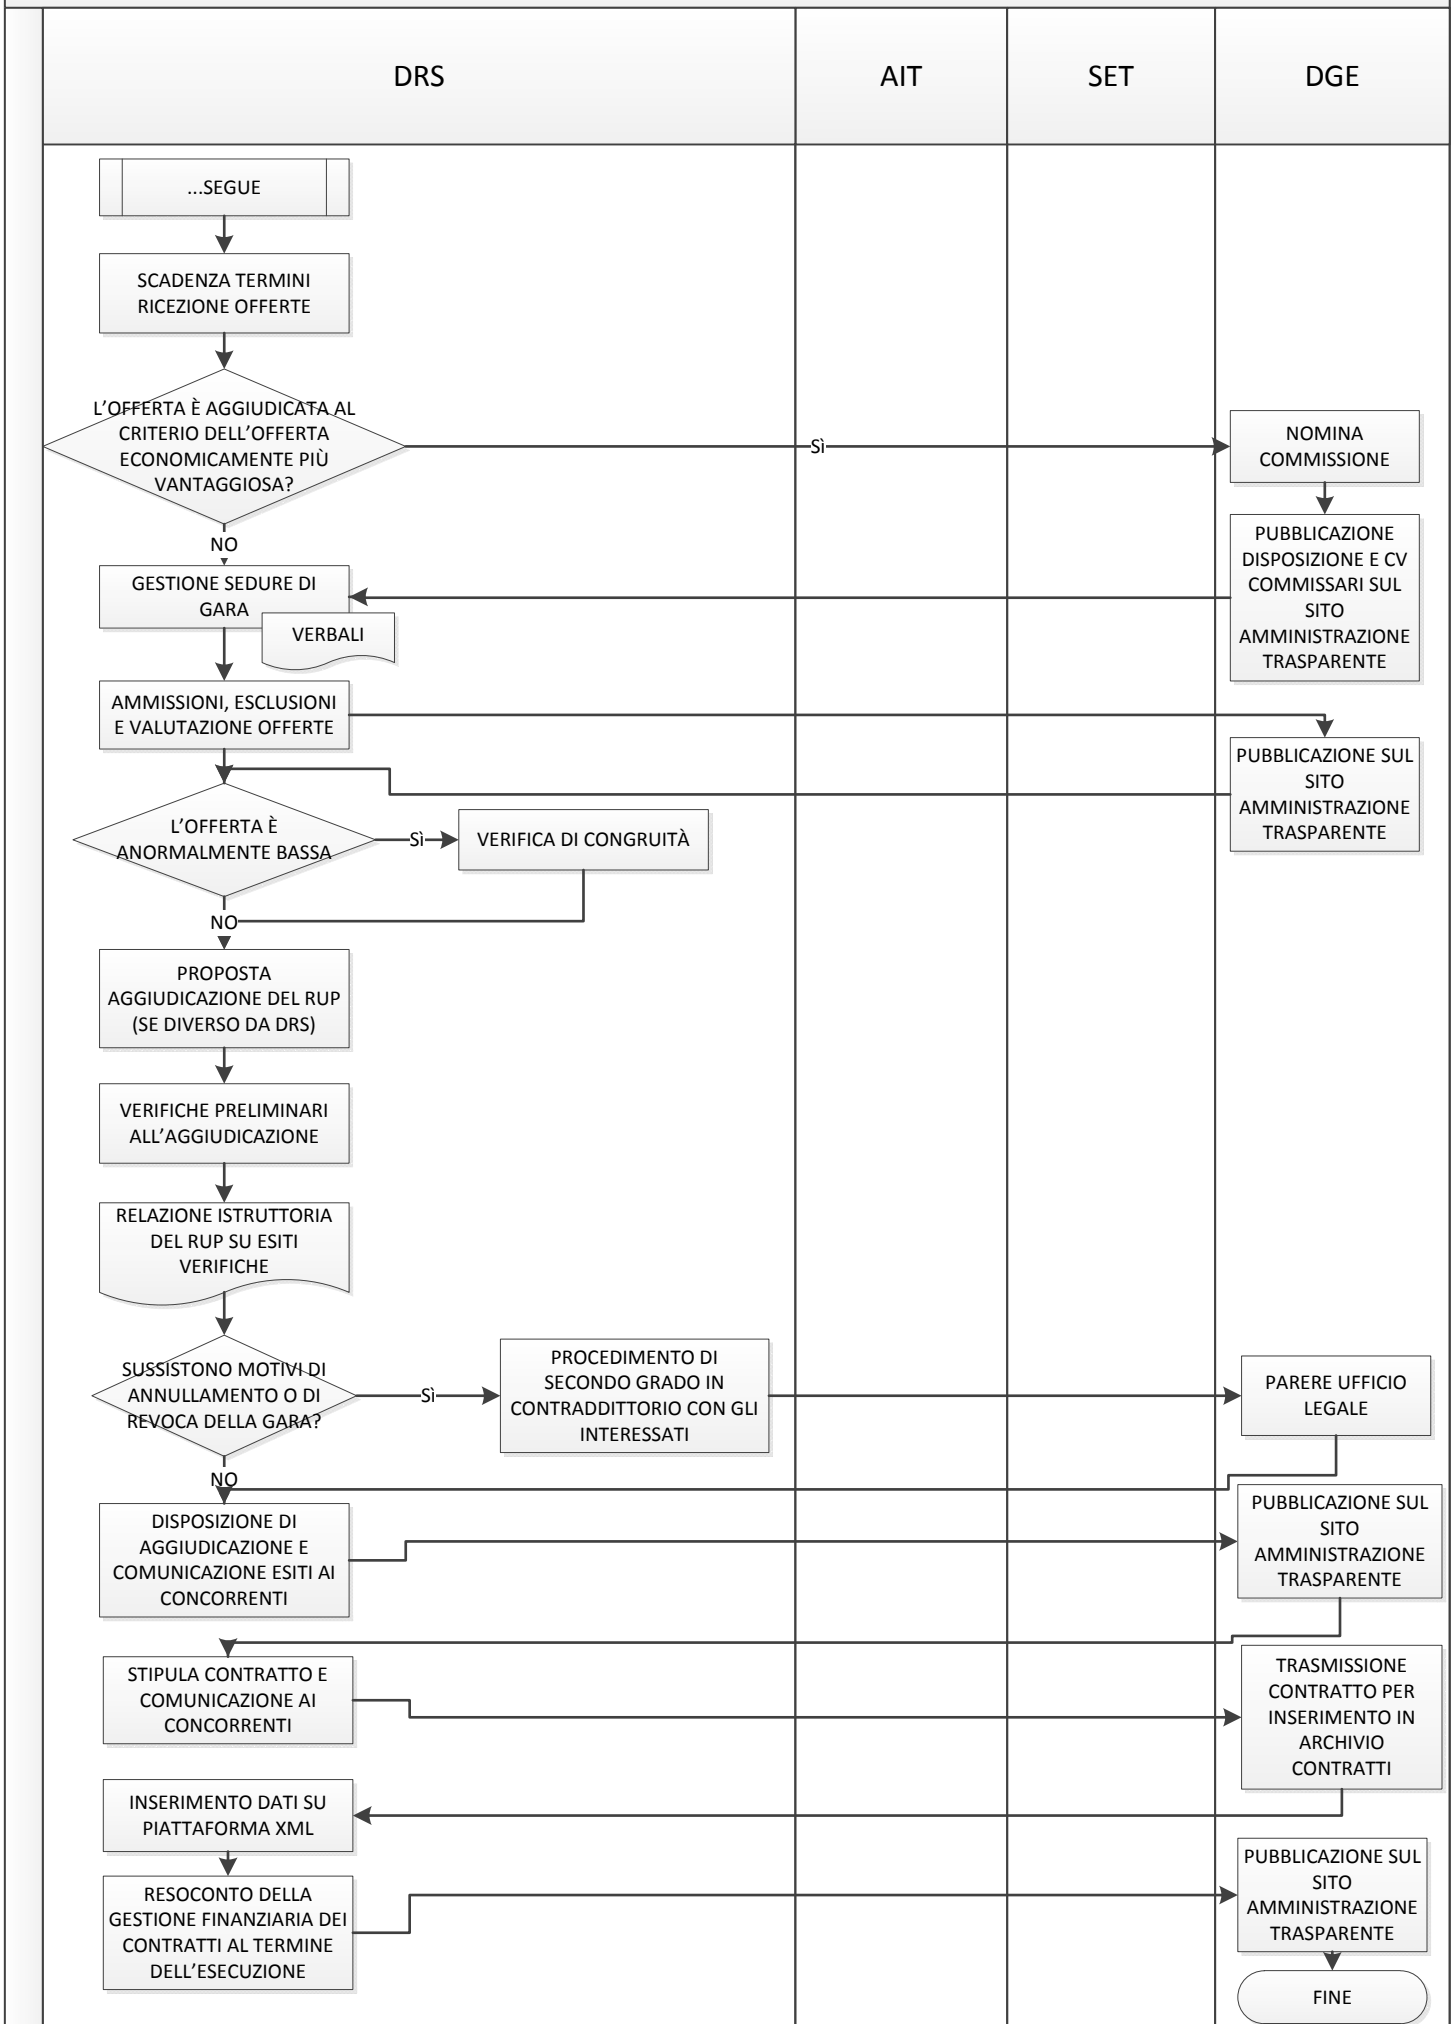 DRS
AIT
SET
DGE
...SEGUE
SCADENZA TERMINI
RICEZIONE OFFERTE
L’OFFERTA È AGGIUDICATA AL
CRITERIO DELL’OFFERTA
ECONOMICAMENTE PIÙ
VANTAGGIOSA?
Sì
NOMINA
COMMISSIONE
NO
PUBBLICAZIONE
DISPOSIZIONE E CV
COMMISSARI SUL
SITO
AMMINISTRAZIONE
TRASPARENTE
GESTIONE SEDURE DI
GARA
VERBALI
AMMISSIONI, ESCLUSIONI
E VALUTAZIONE OFFERTE
PUBBLICAZIONE SUL
SITO
AMMINISTRAZIONE
TRASPARENTE
L’OFFERTA È
ANORMALMENTE BASSA
Sì
VERIFICA DI CONGRUITÀ
NO
PROPOSTA
AGGIUDICAZIONE DEL RUP
(SE DIVERSO DA DRS)
VERIFICHE PRELIMINARI
ALL’AGGIUDICAZIONE
RELAZIONE ISTRUTTORIA
DEL RUP SU ESITI
VERIFICHE
SUSSISTONO MOTIVI DI
ANNULLAMENTO O DI
REVOCA DELLA GARA?
Sì
PROCEDIMENTO DI
SECONDO GRADO IN
CONTRADDITTORIO CON GLI
INTERESSATI
PARERE UFFICIO
LEGALE
NO
DISPOSIZIONE DI
AGGIUDICAZIONE E
COMUNICAZIONE ESITI AI
CONCORRENTI
PUBBLICAZIONE SUL
SITO
AMMINISTRAZIONE
TRASPARENTE
STIPULA CONTRATTO E
COMUNICAZIONE AI
CONCORRENTI
TRASMISSIONE
CONTRATTO PER
INSERIMENTO IN
ARCHIVIO
CONTRATTI
INSERIMENTO DATI SU
PIATTAFORMA XML
RESOCONTO DELLA
GESTIONE FINANZIARIA DEI
CONTRATTI AL TERMINE
DELL’ESECUZIONE
PUBBLICAZIONE SUL
SITO
AMMINISTRAZIONE
TRASPARENTE
FINE